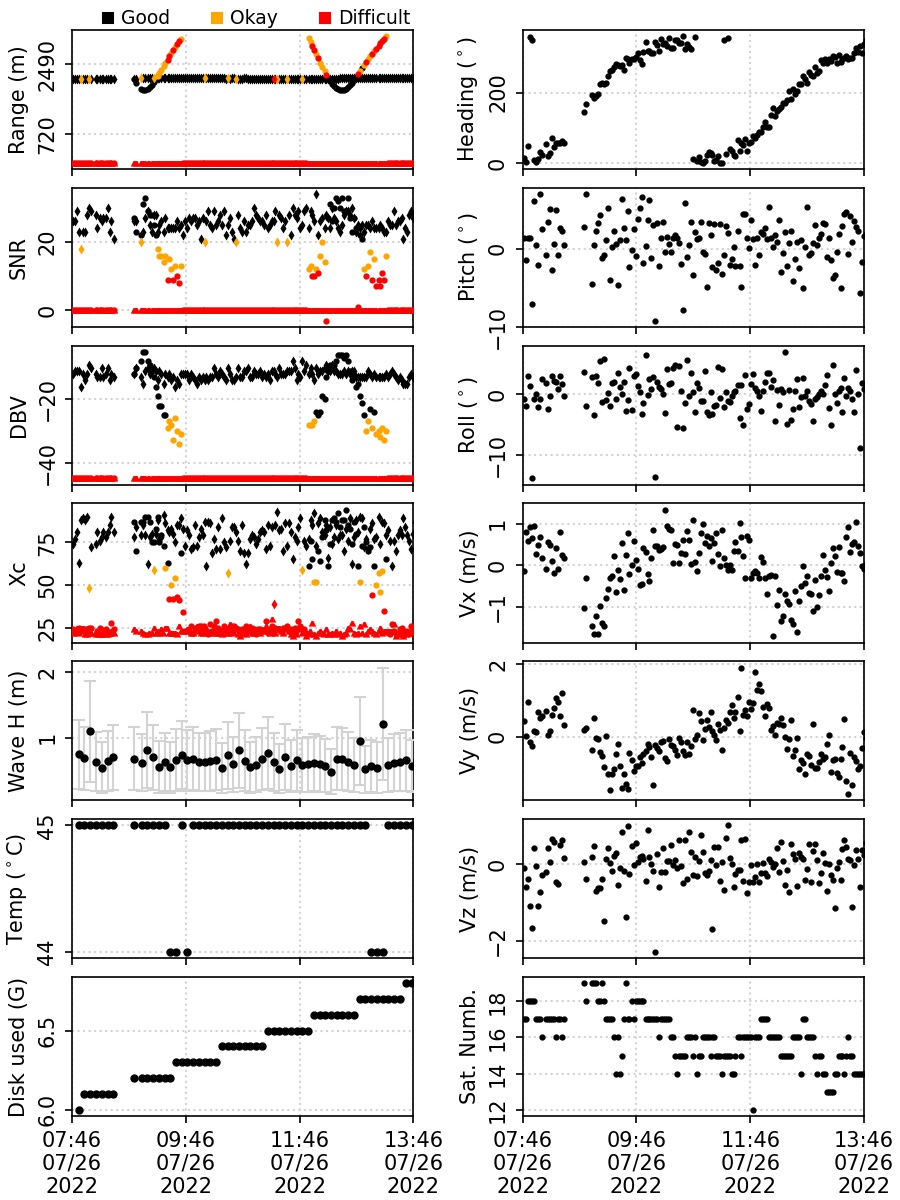 Good Okay Difficult
Range (m)
2490
720
Heading (°)
200
0
SNR
20
0
Pitch (°)
0
−10
DBV
−20
−40
Roll (°)
0
−10
Xc
75
50
25
Vx (m/s)
1
0
−1
Wave H (m)
2
1
Vy (m/s)
2
0
Temp (°C)
45
44
Vz (m/s)
0
−2
Disk used (G)
6.5
6.0
Sat. Numb.
18
16
14
12
07:46 09:46 11:46 13:46
07/26 07/26 07/26 07/26
2022 2022 2022 2022
07:46 09:46 11:46 13:46
07/26 07/26 07/26 07/26
2022 2022 2022 2022